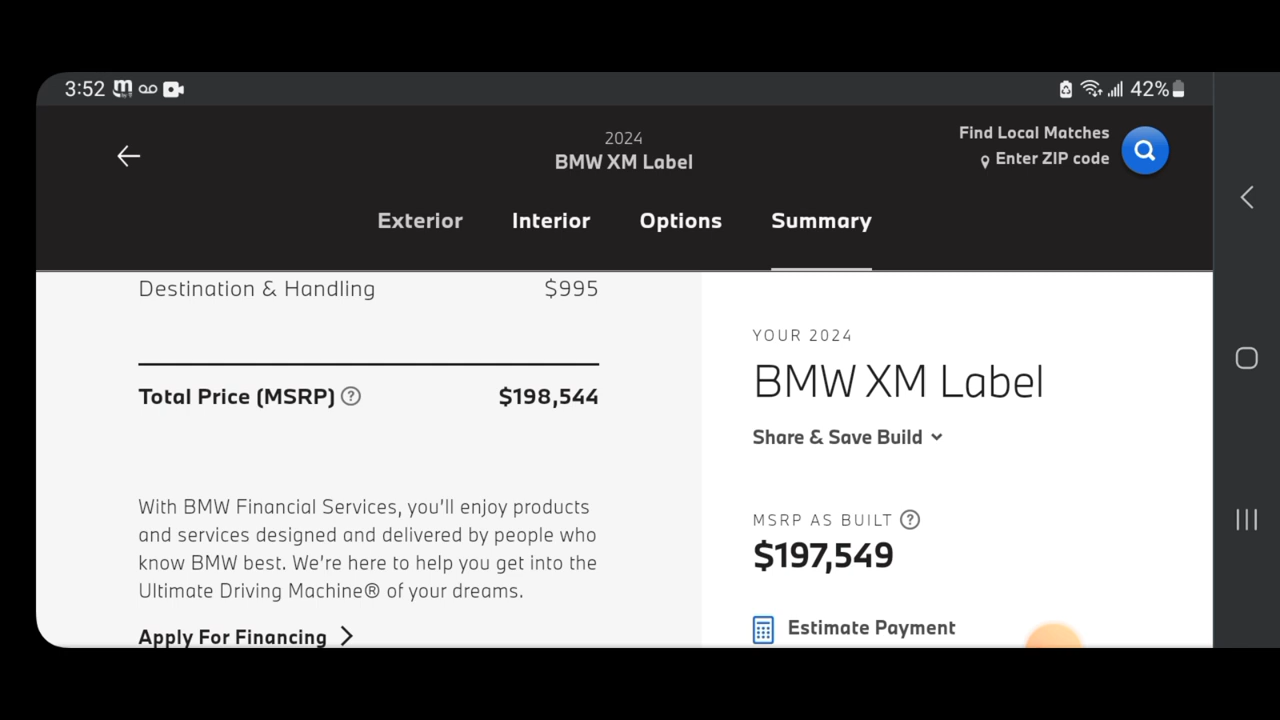 3:52
42%
2024
BMW XM Label
Find Local Matches
Enter ZIP code
Exterior Interior Options Summary
Destination & Handling $995
Total Price (MSRP) ? $198,544
With BMW Financial Services, you'll enjoy products
and services designed and delivered by people who
know BMW best. We're here to help you get into the
Ultimate Driving Machine® of your dreams.
Apply For Financing
YOUR 2024
BMW XM Label
Share & Save Build
MSRP AS BUILT ?
$197,549
Estimate Payment